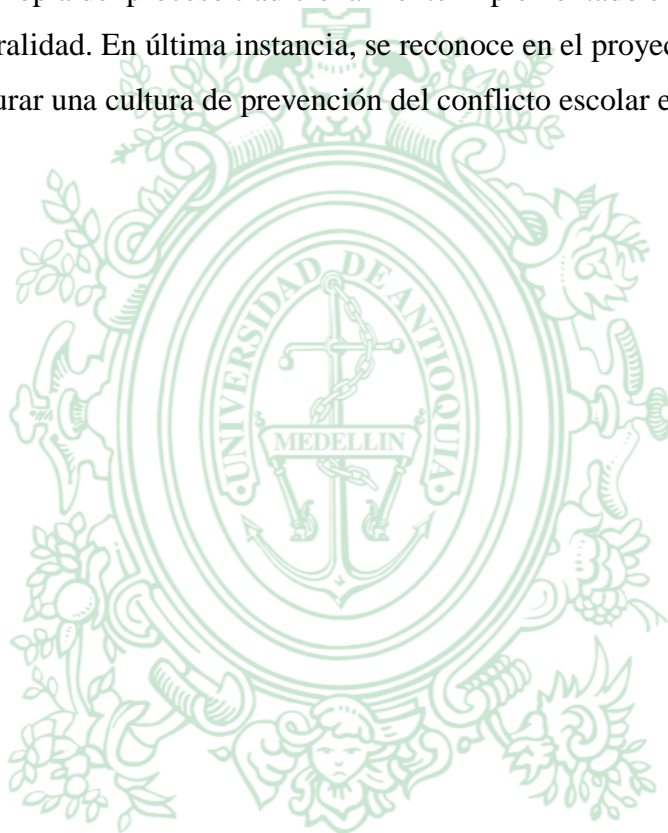 ralidad. En última instancia, se reconoce en el proyec
urar una cultura de prevención del conflicto escolar e
UNIVERSIDAD DE ANTIOQUIA
MEDELLIN